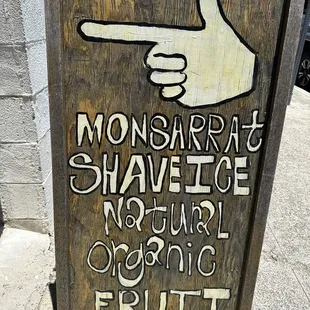 MONSARRAt
SHAVE ICE
NatURal
ORganic
FRUIT